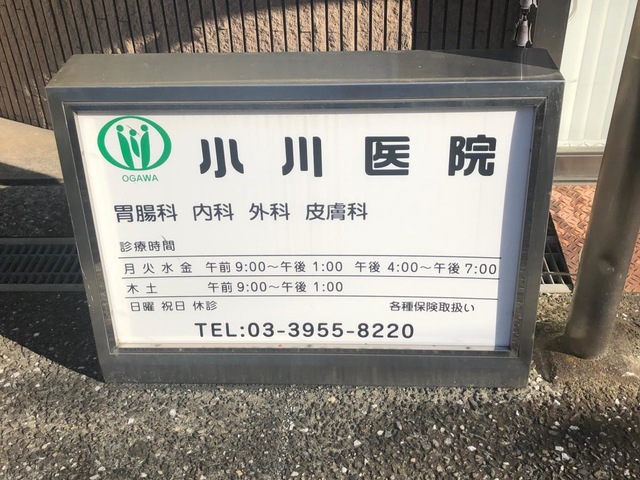 小川医院
OGAWA
胃腸科 内科 外科 皮膚科
診療時間
月 火 水 金 午前 9:00〜午後 1:00 午後 4:00〜午後 7:00
木 土 午前 9:00〜午後 1:00
日曜 祝日 休診 各種保険取扱い
TEL:03-3955-8220